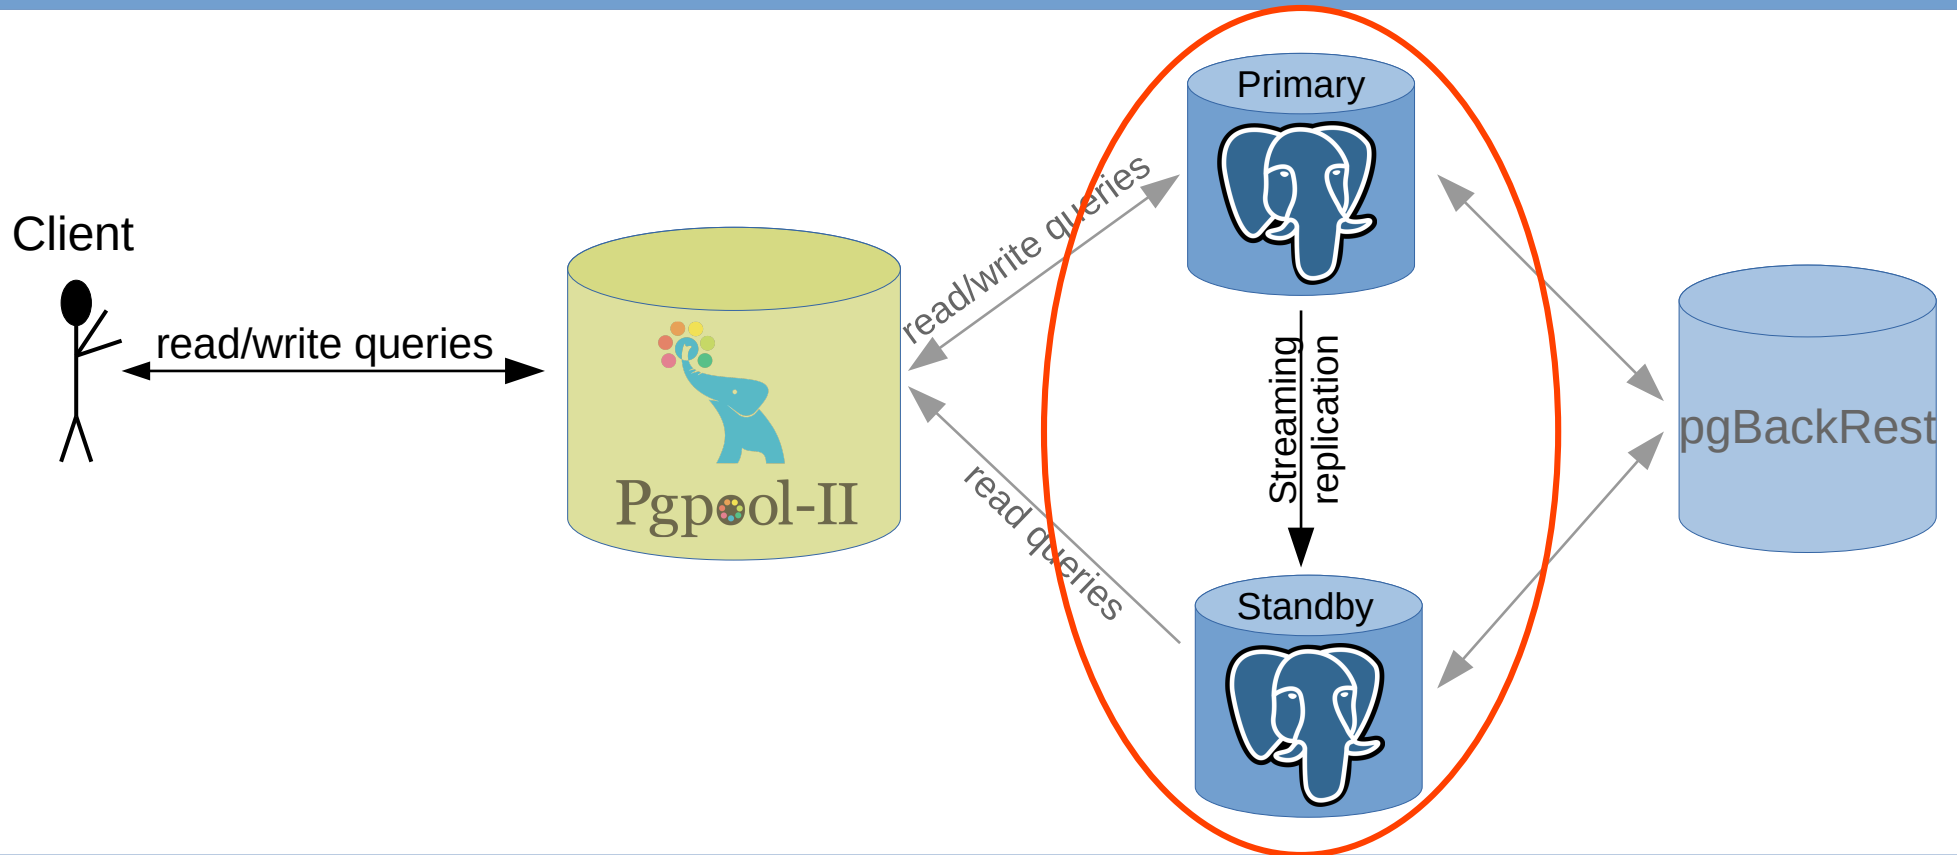 Primary
Client
read/write queries
read/write queries
Pgpool-II
read queries
Streaming
replication
pgBackRest
Standby